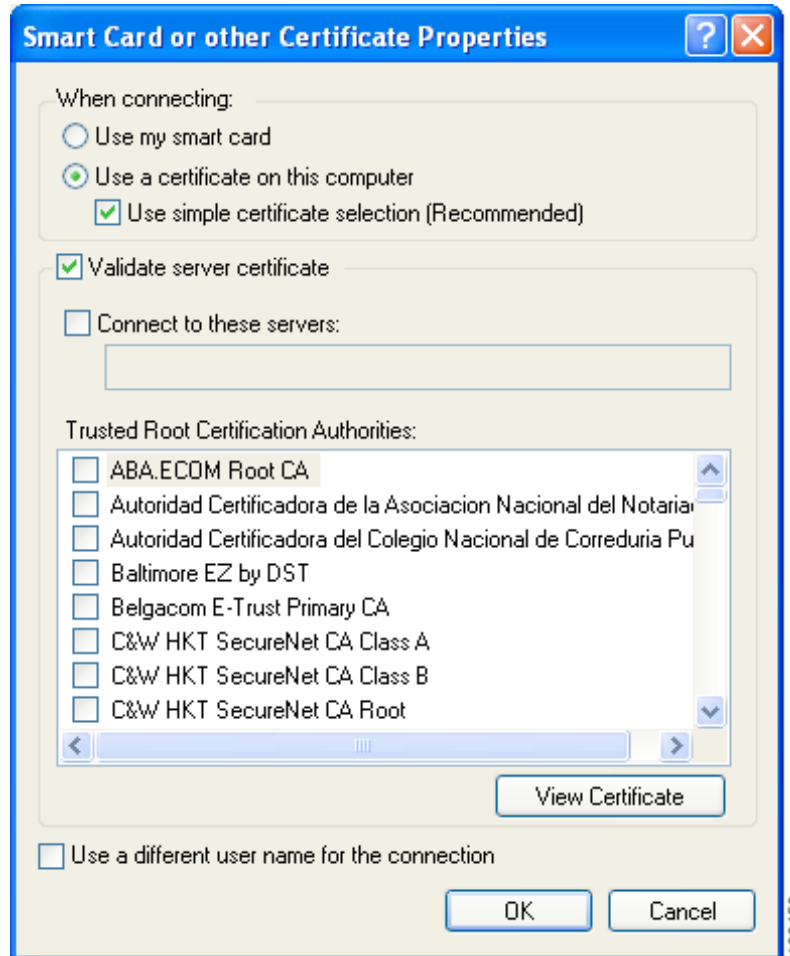 Smart Card or other Certificate Properties
When connecting:
Use my smart card
Use a certificate on this computer
Use simple certificate selection (Recommended)
Validate server certificate
Connect to these servers:
Trusted Root Certification Authorities:
ABA.ECOM Root CA
Autoridad Certificadora de la Asociacion Nacional del Notaria
Autoridad Certificadora del Colegio Nacional de Correduria Pu
Baltimore EZ by DST
Belgacom E-Trust Primary CA
C&W HKT SecureNet CA Class A
C&W HKT SecureNet CA Class B
C&W HKT SecureNet CA Root
View Certificate
Use a different user name for the connection
OK
Cancel